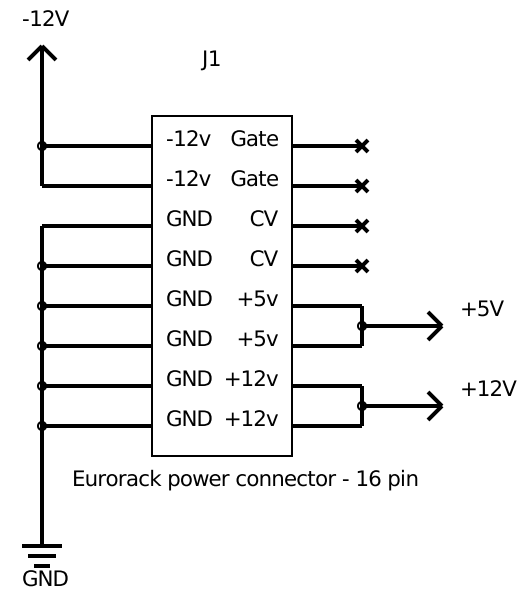 -12V
J1
-12v Gate
-12v Gate
GND CV
GND CV
GND +5v
+5V
GND +5v
GND +12v
+12V
GND +12v
Eurorack power connector - 16 pin
GND